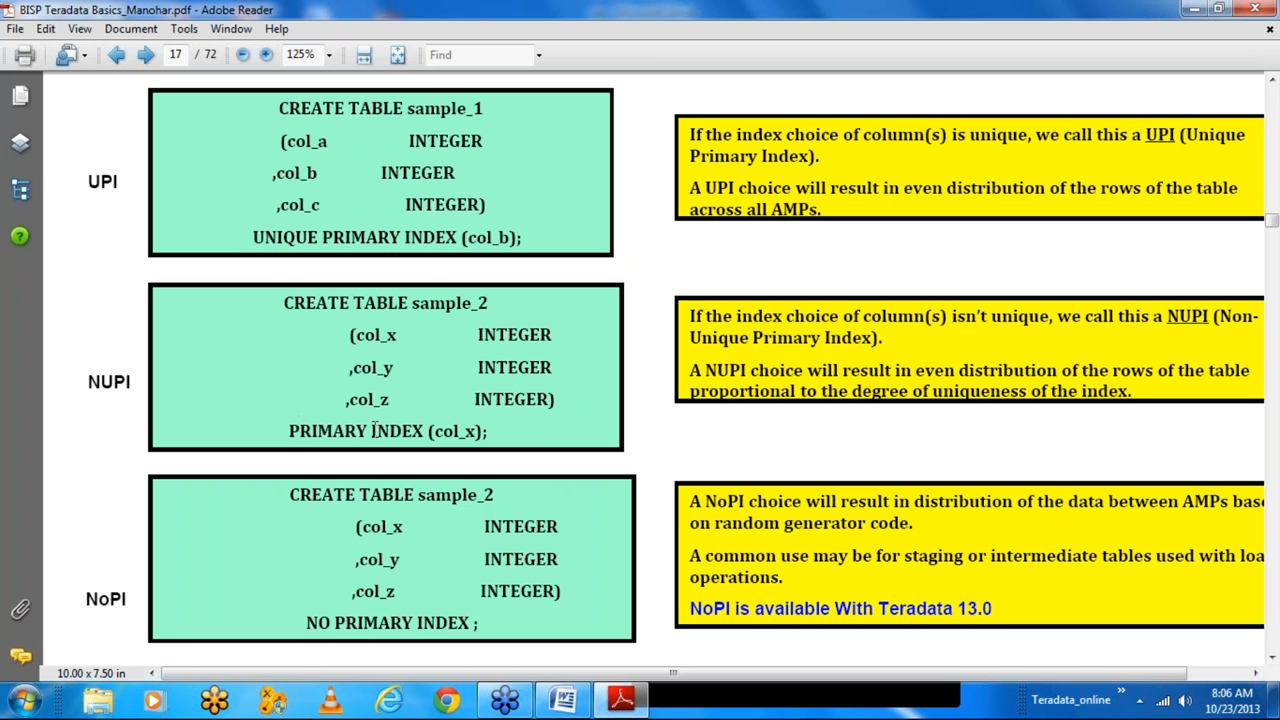 BISP Teradata Basics_Manohar.pdf - Adobe Reader
File Edit View Document Tools Window Help
17 / 72 125% Find
UPI
CREATE TABLE sample_1
(col_a INTEGER
,col_b INTEGER
,col_c INTEGER)
UNIQUE PRIMARY INDEX (col_b);
If the index choice of column(s) is unique, we call this a UPI (Unique
Primary Index).
A UPI choice will result in even distribution of the rows of the table
across all AMPs.
NUPI
CREATE TABLE sample_2
(col_x INTEGER
,col_y INTEGER
,col_z INTEGER)
PRIMARY INDEX (col_x);
If the index choice of column(s) isn't unique, we call this a NUPI (Non-
Unique Primary Index).
A NUPI choice will result in even distribution of the rows of the table
proportional to the degree of uniqueness of the index.
NoPI
CREATE TABLE sample_2
(col_x INTEGER
,col_y INTEGER
,col_z INTEGER)
NO PRIMARY INDEX ;
A NoPI choice will result in distribution of the data between AMPs bas
on random generator code.
A common use may be for staging or intermediate tables used with loa
operations.
NoPI is available With Teradata 13.0
10.00 x 7.50 in
Teradata_online
8:06 AM
10/23/2013